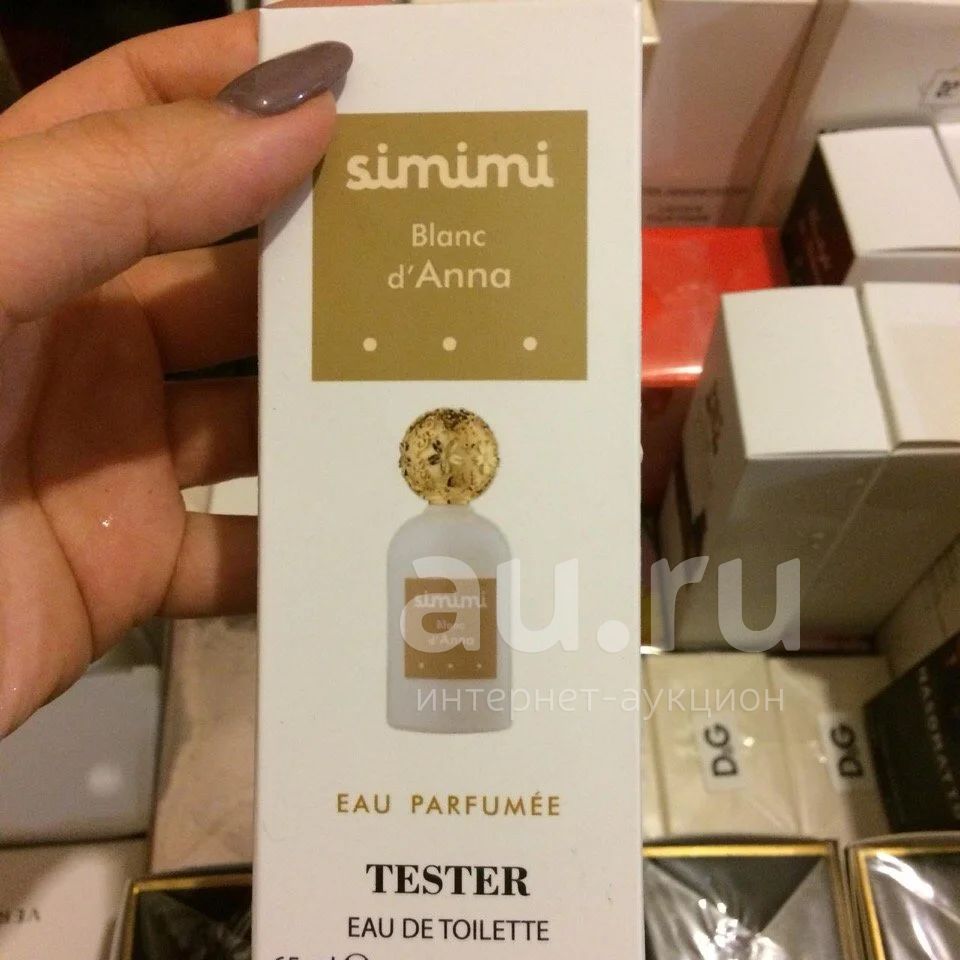 simimi
Blanc
d'Anna
simimi
Blanc
d'Anna
au.ru
интернет-аукцион
EAU PARFUMÉE
TESTER
EAU DE TOILETTE
D&G
D&G